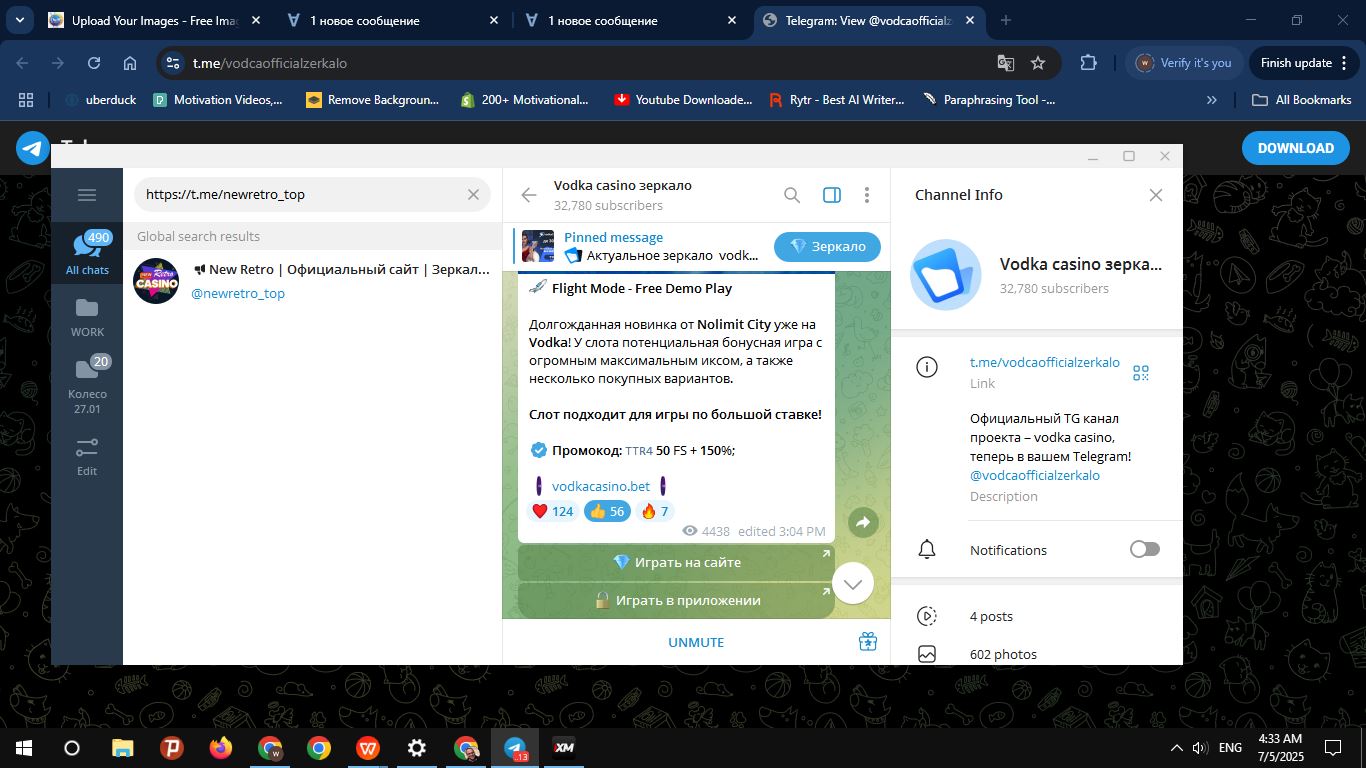 Upload Your Images - Free Ima
1 новое сообщение
1 новое сообщение
Telegram: View @vodcaofficialz
t.me/vodcaofficialzerkalo
Verify it's you
Finish update
uberduck
Motivation Videos,...
Remove Backgroun...
200+ Motivational...
Youtube Downloade...
Rytr - Best AI Writer...
Paraphrasing Tool -...
All Bookmarks
DOWNLOAD
490
All chats
WORK
20
Колесо
27.01
Edit
https://t.me/newretro_top
Global search results
New Retro CASINO
New Retro | Официальный сайт | Зеркал...
@newretro_top
Vodka casino зеркало
32,780 subscribers
Pinned message
Актуальное зеркало vodk...
Зеркало
Flight Mode - Free Demo Play
Долгожданная новинка от Nolimit City уже на
Vodka! У слота потенциальная бонусная игра с
огромным максимальным иксом, а также
несколько покупных вариантов.
Слот подходит для игры по большой ставке!
Промокод: TTR4 50 FS + 150%;
vodkacasino.bet
124
56
7
4438 edited 3:04 PM
Играть на сайте
Играть в приложении
UNMUTE
Channel Info
Vodka casino зерка...
32,780 subscribers
t.me/vodcaofficialzerkalo
Link
Официальный TG канал
проекта – vodka casino,
теперь в вашем Telegram!
@vodcaofficialzerkalo
Description
Notifications
4 posts
602 photos
..13
XM
ENG
4:33 AM
7/5/2025